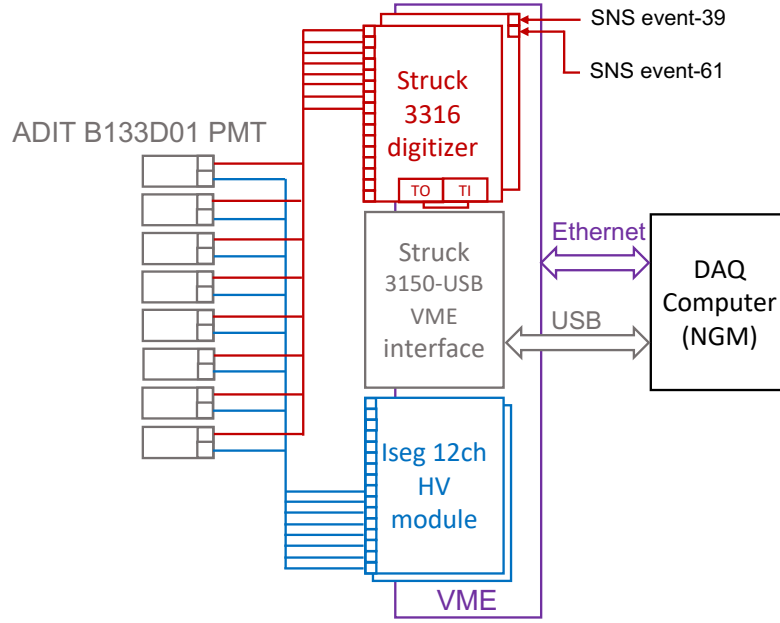 SNS event-39
SNS event-61
Struck
3316
digitizer
TO TI
ADIT B133D01 PMT
Struck
3150-USB
VME
interface
Ethernet
USB
DAQ
Computer
(NGM)
Iseg 12ch
HV
module
VME